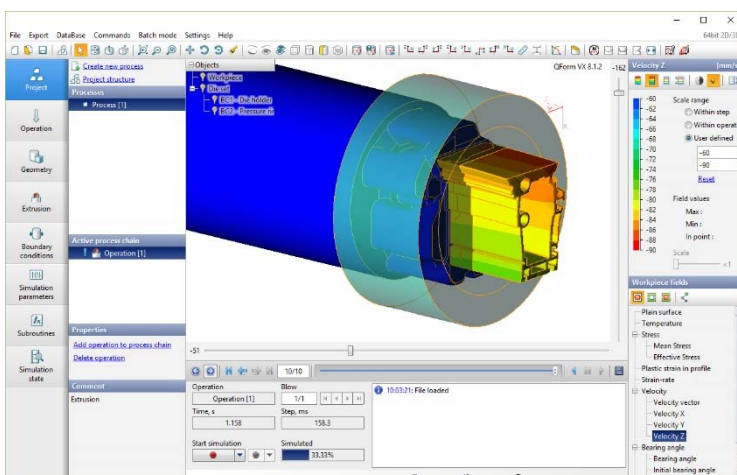 File Export DataBase Commands Batch mode Settings Help
64bit 2D/3D
Project
Operation
Geometry
Extrusion
Boundary
conditions
Simulation
parameters
Subroutines
Simulation
state
Create new process
Project structure
Processes
Process [1]
Active process chain
1 Operation [1]
Properties
Add operation to process chain
Delete operation
Comment
Extrusion
Objects
Workpiece
Die set
BC1 - Die holder
BC2 - Pressure ri
QForm VX 8.1.2
-162
-51
10/10
Operation
Operation [1]
Blow
1/1
Time, s
1.158
Step, ms
158.3
Start simulation
Simulated
33.33%
10:03:21: File loaded
Velocity Z [mm/s
-60
-62
-64
-66
-68
-70
-72
-74
-76
-78
-80
-82
-84
-86
-88
-90
Scale range
Within step
Within operat
User defined
-60
-90
Reset
Field values
Max :
Min :
In point :
Scale
×1
Workpiece fields
Plain surface
Temperature
Stress
Mean Stress
Effective Stress
Plastic strain in profile
Strain-rate
Velocity
Velocity vector
Velocity X
Velocity Y
Velocity Z
Bearing angle
Bearing angle
Initial bearing angle